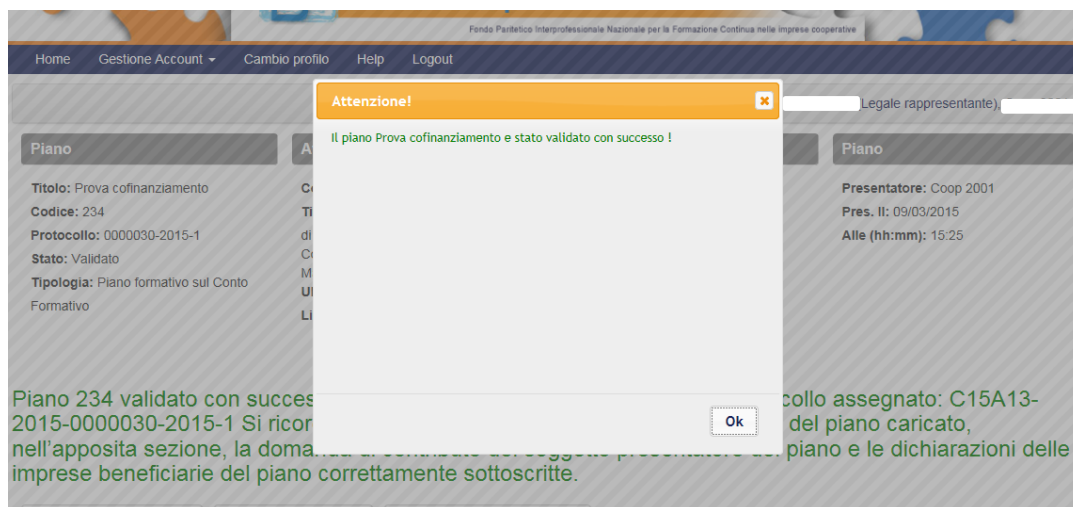 Fondo Paritetico Interprofessionale Nazionale per la Formazione Continua nelle imprese cooperative
Home Gestione Account Cambio profilo Help Logout
Legale rappresentante),
Attenzione!
Il piano Prova cofinanziamento e stato validato con successo !
Ok
Piano
Titolo: Prova cofinanziamento
Codice: 234
Protocollo: 0000030-2015-1
Stato: Validato
Tipologia: Piano formativo sul Conto
Formativo
Piano
Presentatore: Coop 2001
Pres. Il: 09/03/2015
Alle (hh:mm): 15:25
Piano 234 validato con assegnato: C15A13-
2015-0000030-2015-1 Si del piano caricato,
nell'apposita sezione, la piano e le dichiarazioni delle
imprese beneficiarie del piano correttamente sottoscritte.